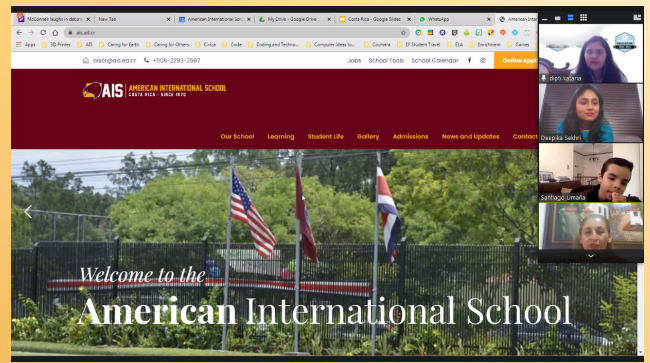 McConnell laughs in debate
New Tab
American International Sch
My Drive - Google Drive
Costa Rica - Google Slides
WhatsApp
American Inter
ais.ed.cr
Apps
3D Printer
AIS
Caring for Earth
Caring for Others
Civics
Code
Coding and Techno...
Computer Ideas to...
Coursera
EF Student Travel
ELA
Enrichment
Games
aiscr@ais.ed.cr
+506-2293-2567
Jobs
School Tools
School Calendar
Online Appl
AIS
AMERICAN INTERNATIONAL SCHOOL
COSTA RICA - SINCE 1970
Our School
Learning
Student Life
Gallery
Admissions
News and Updates
Contact
Welcome to the
American International School
dipti kataria
Deepika Sekhri
Santiago Umaña